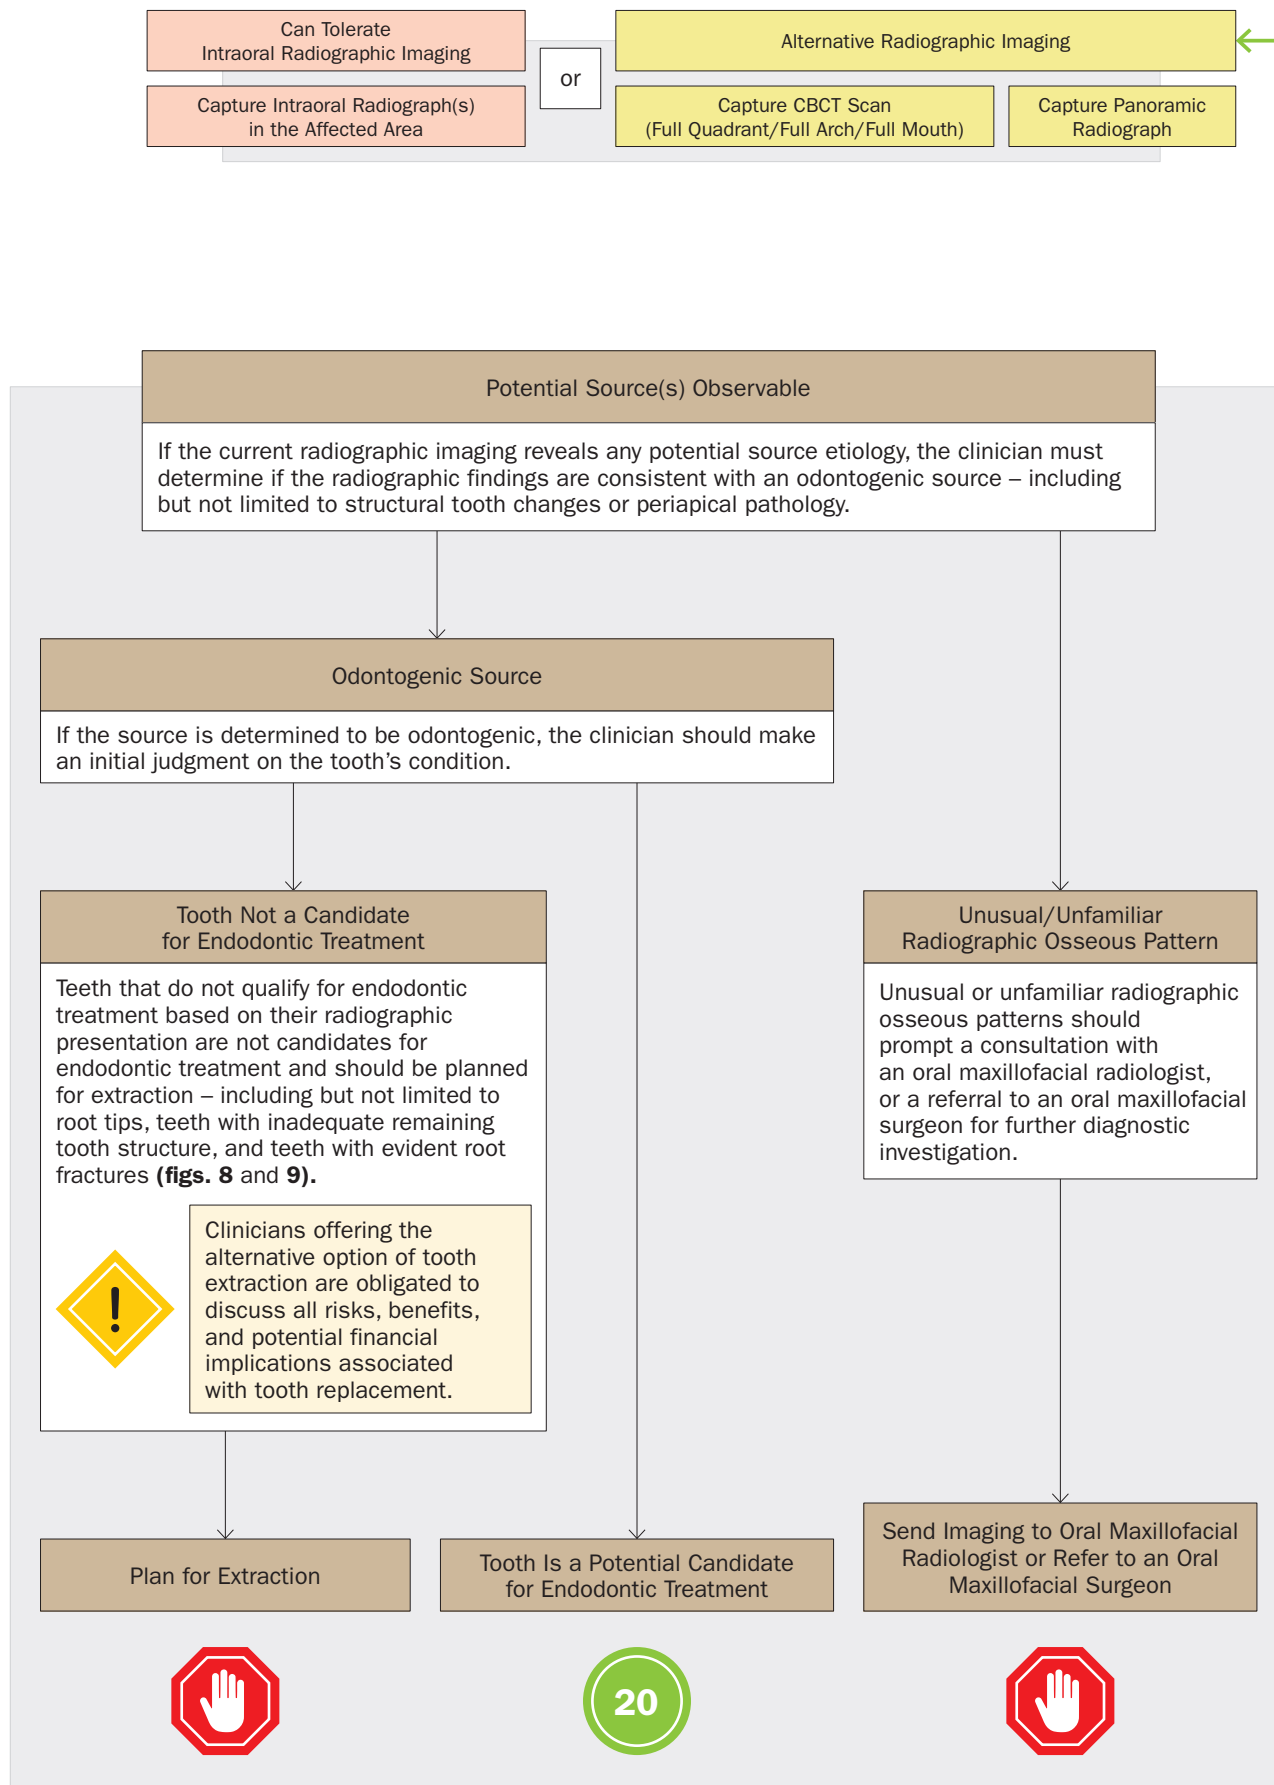 Can Tolerate
Intraoral Radiographic Imaging
or
Alternative Radiographic Imaging
Capture Intraoral Radiograph(s)
in the Affected Area
Capture CBCT Scan
(Full Quadrant/Full Arch/Full Mouth)
Capture Panoramic
Radiograph
Potential Source(s) Observable
If the current radiographic imaging reveals any potential source etiology, the clinician must
determine if the radiographic findings are consistent with an odontogenic source – including
but not limited to structural tooth changes or periapical pathology.
Odontogenic Source
If the source is determined to be odontogenic, the clinician should make
an initial judgment on the tooth’s condition.
Tooth Not a Candidate
for Endodontic Treatment
Teeth that do not qualify for endodontic
treatment based on their radiographic
presentation are not candidates for
endodontic treatment and should be planned
for extraction – including but not limited to
root tips, teeth with inadequate remaining
tooth structure, and teeth with evident root
fractures (figs. 8 and 9).
!
Clinicians offering the
alternative option of tooth
extraction are obligated to
discuss all risks, benefits,
and potential financial
implications associated
with tooth replacement.
Unusual/Unfamiliar
Radiographic Osseous Pattern
Unusual or unfamiliar radiographic
osseous patterns should
prompt a consultation with
an oral maxillofacial radiologist,
or a referral to an oral maxillofacial
surgeon for further diagnostic
investigation.
Plan for Extraction
Tooth Is a Potential Candidate
for Endodontic Treatment
Send Imaging to Oral Maxillofacial
Radiologist or Refer to an Oral
Maxillofacial Surgeon
20